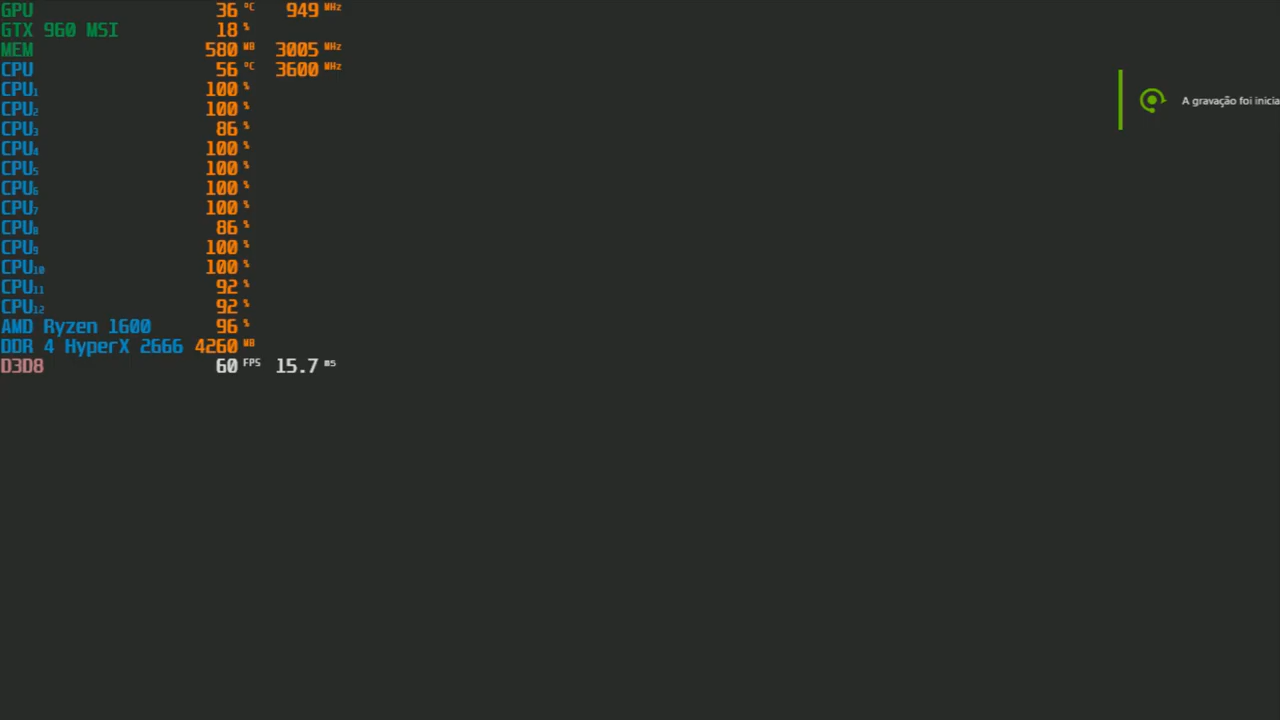 GPU 36 °C 949 MHz
GTX 960 MSI 18 %
MEM 580 MB 3005 MHz
CPU 56 °C 3600 MHz
CPU1 100 %
CPU2 100 %
CPU3 86 %
CPU4 100 %
CPU5 100 %
CPU6 100 %
CPU7 100 %
CPU8 86 %
CPU9 100 %
CPU10 100 %
CPU11 92 %
CPU12 92 %
AMD Ryzen 1600 96 %
DDR 4 HyperX 2666 4260 MB
D3D8 60 FPS 15.7 ms
A gravação foi inicia